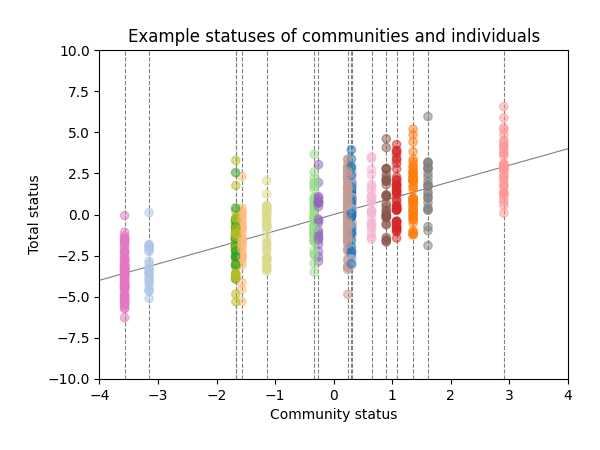 Example statuses of communities and individuals
10.0
7.5
5.0
2.5
0.0
−2.5
−5.0
−7.5
−10.0
Total status
−4 −3 −2 −1 0 1 2 3 4
Community status